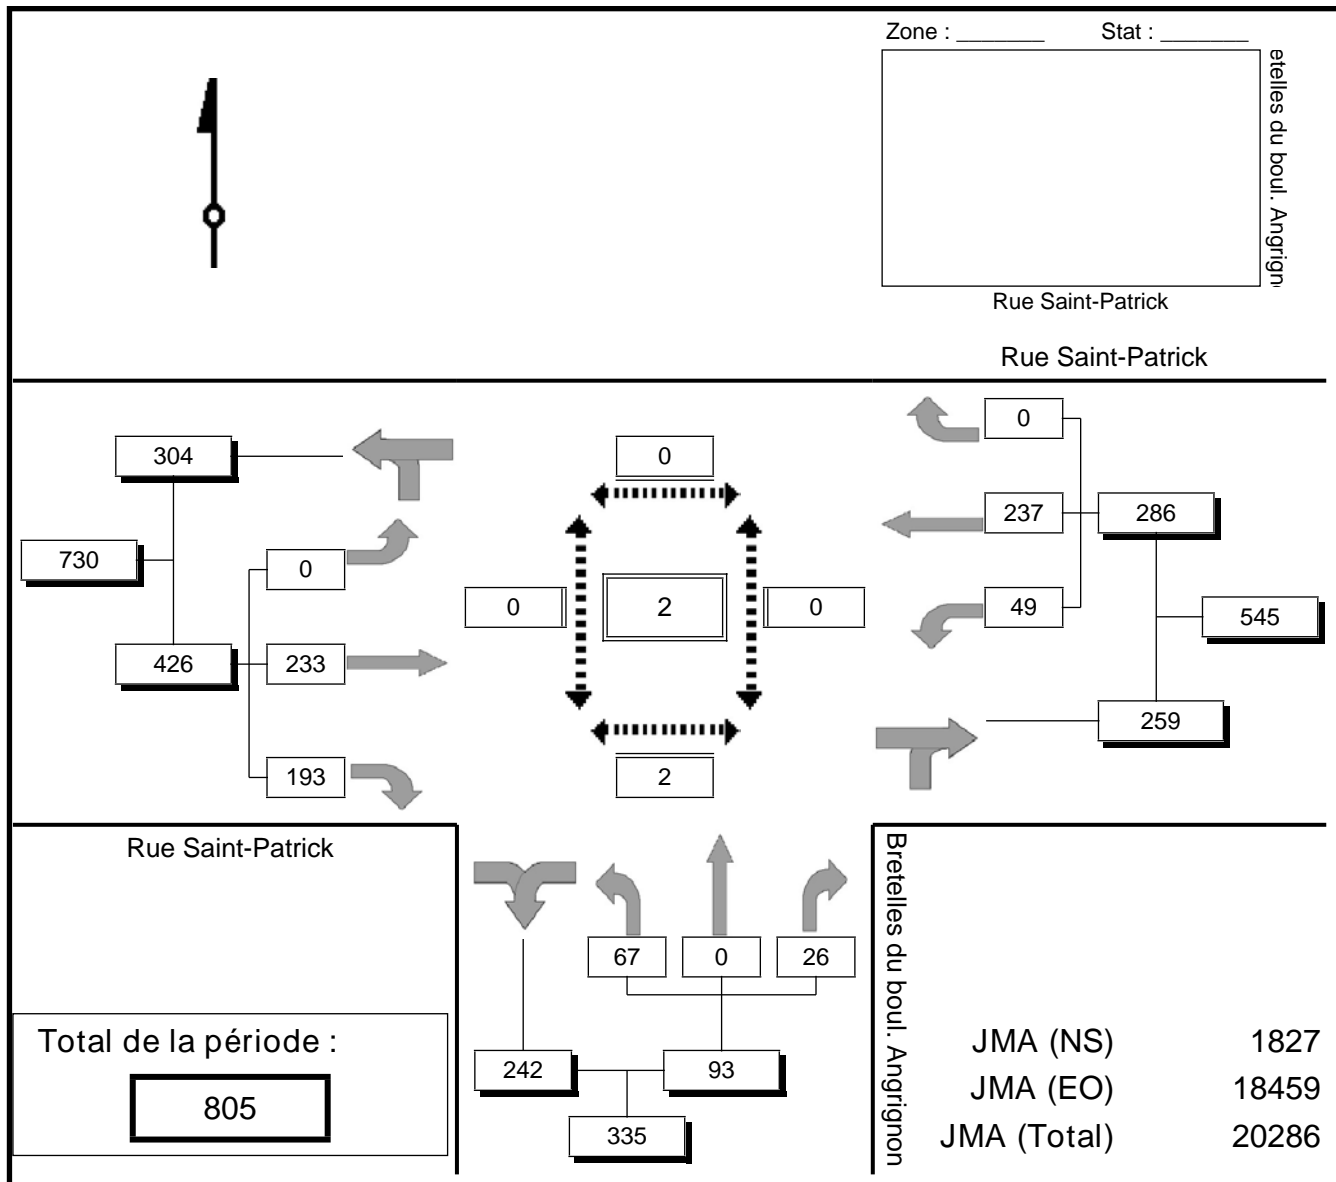 Zone : _______ Stat : _______
etelles du boul. Angrign
Rue Saint-Patrick
Rue Saint-Patrick
0
304
0
237
286
730
0
0
2
0
49
545
426
233
259
193
2
Rue Saint-Patrick
Bretelles du boul. Angrignon
67
0
26
Total de la période :
805
242
93
335
JMA (NS) 1827
JMA (EO) 18459
JMA (Total) 20286